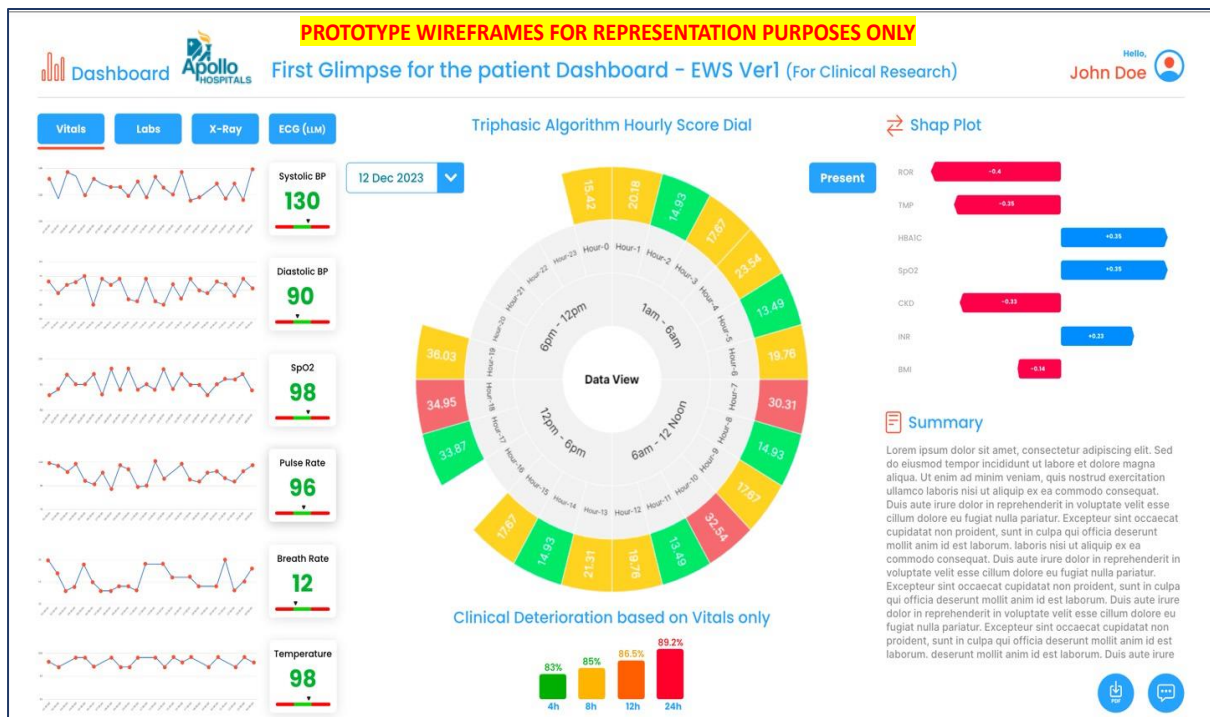 PROTOTYPE WIREFRAMES FOR REPRESENTATION PURPOSES ONLY
Dashboard
Apollo
HOSPITALS
First Glimpse for the patient Dashboard - EWS Ver1 (For Clinical Research)
Hello,
John Doe
Vitals
Labs
X-Ray
ECG (LLM)
Systolic BP
130
Diastolic BP
90
SpO2
98
Pulse Rate
96
Breath Rate
12
Temperature
98
Triphasic Algorithm Hourly Score Dial
12 Dec 2023
Present
15.42
20.18
14.93
17.67
23.54
13.49
19.76
30.31
14.93
17.67
32.54
13.49
19.76
21.31
14.93
17.67
33.87
34.95
36.03
Hour-0
Hour-1
Hour-2
Hour-3
Hour-4
Hour-5
Hour-6
Hour-7
Hour-8
Hour-9
Hour-10
Hour-11
Hour-12
Hour-13
Hour-14
Hour-15
Hour-16
Hour-17
Hour-18
Hour-19
Hour-20
Hour-21
Hour-22
Hour-23
1am - 6am
6am - 12 Noon
12pm - 6pm
6pm - 12pm
Data View
Clinical Deterioration based on Vitals only
83%
85%
86.5%
89.2%
4h
8h
12h
24h
Shap Plot
ROR
-0.4
TMP
-0.35
HBA1C
+0.35
SpO2
+0.35
CKD
-0.33
INR
+0.23
BMI
-0.14
Summary
Lorem ipsum dolor sit amet, consectetur adipiscing elit. Sed
do eiusmod tempor incididunt ut labore et dolore magna
aliqua. Ut enim ad minim veniam, quis nostrud exercitation
ullamco laboris nisi ut aliquip ex ea commodo consequat.
Duis aute irure dolor in reprehenderit in voluptate velit esse
cillum dolore eu fugiat nulla pariatur. Excepteur sint occaecat
cupidatat non proident, sunt in culpa qui officia deserunt
mollit anim id est laborum. laboris nisi ut aliquip ex ea
commodo consequat. Duis aute irure dolor in reprehenderit in
voluptate velit esse cillum dolore eu fugiat nulla pariatur.
Excepteur sint occaecat cupidatat non proident, sunt in culpa
qui officia deserunt mollit anim id est laborum. Duis aute irure
dolor in reprehenderit in voluptate velit esse cillum dolore eu
fugiat nulla pariatur. Excepteur sint occaecat cupidatat non
proident, sunt in culpa qui officia deserunt mollit anim id est
laborum. deserunt mollit anim id est laborum. Duis aute irure
PDF